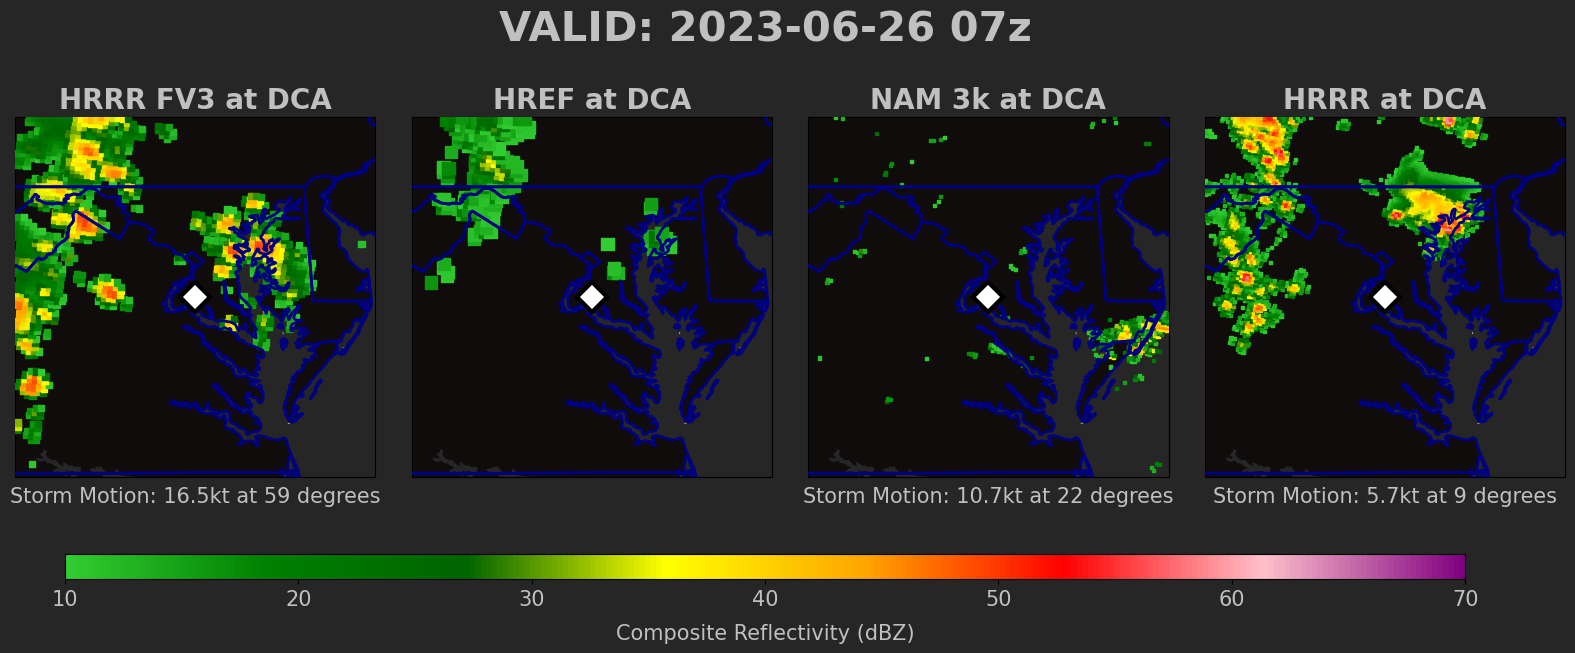 VALID: 2023-06-26 07z
HRRR FV3 at DCA
HREF at DCA
NAM 3k at DCA
HRRR at DCA
Storm Motion: 16.5kt at 59 degrees
Storm Motion: 10.7kt at 22 degrees
Storm Motion: 5.7kt at 9 degrees
10 20 30 40 50 60 70
Composite Reflectivity (dBZ)